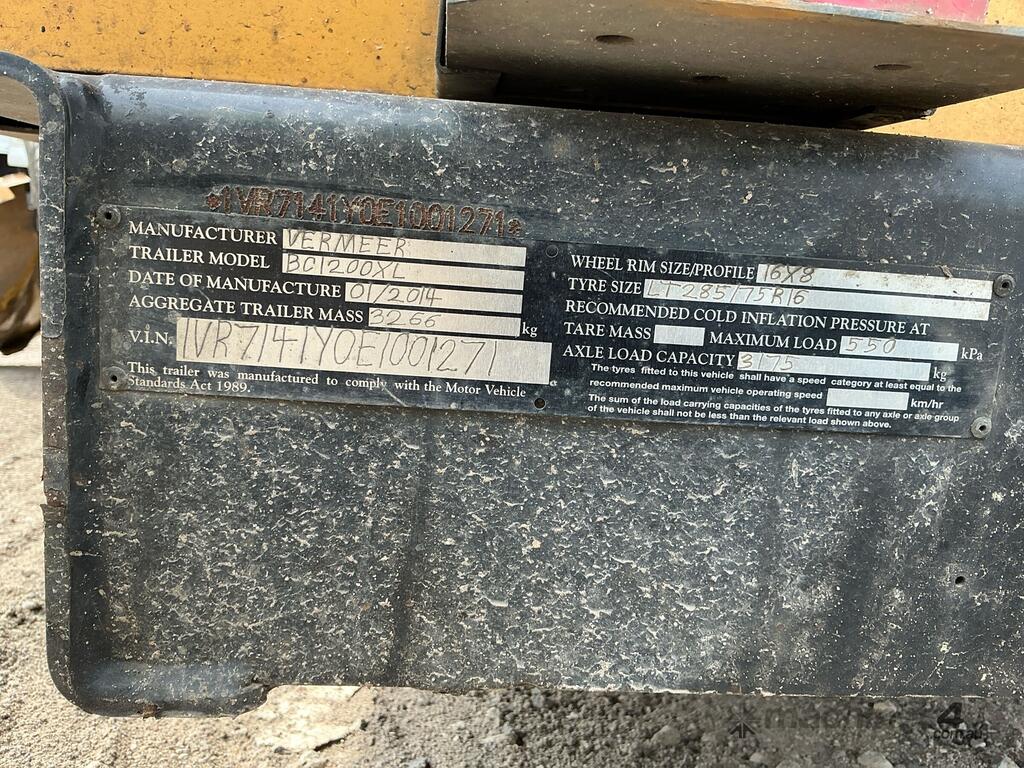 *1VR7141Y0E1001271*
MANUFACTURER VERMEER
TRAILER MODEL BC1200XL
DATE OF MANUFACTURE 01/2014
AGGREGATE TRAILER MASS 3266 kg
V.I.N. 1VR7141Y0E1001271
This trailer was manufactured to comply with the Motor Vehicle
Standards Act 1989.
WHEEL RIM SIZE/PROFILE 16X8
TYRE SIZE LT285/75R16
RECOMMENDED COLD INFLATION PRESSURE AT
TARE MASS MAXIMUM LOAD 550 kPa
AXLE LOAD CAPACITY 3175 kg
The tyres fitted to this vehicle shall have a speed category at least equal to the
recommended maximum vehicle operating speed km/hr
The sum of the load carrying capacities of the tyres fitted to any axle or axle group
of the vehicle shall not be less than the relevant load shown above.
com.au